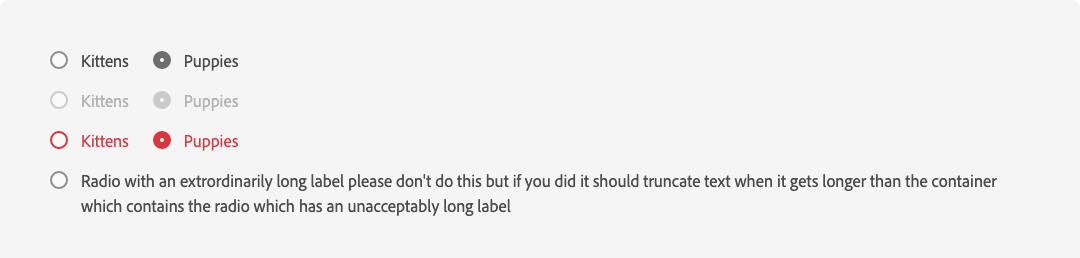 Kittens Puppies
Kittens Puppies
Kittens Puppies
Radio with an extrordinarily long label please don't do this but if you did it should truncate text when it gets longer than the container
which contains the radio which has an unacceptably long label